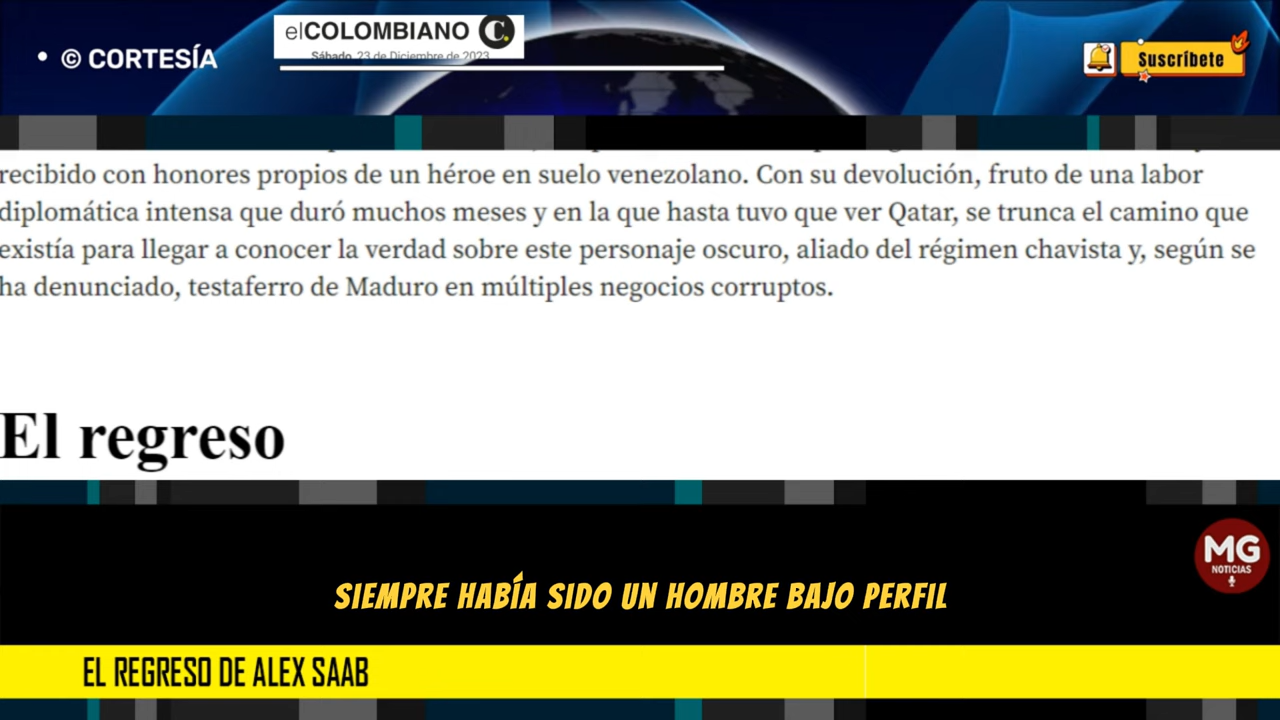 • © CORTESÍA
elCOLOMBIANO C.
Sábado, 23 de Diciembre de 2023
Suscríbete
recibido con honores propios de un héroe en suelo venezolano. Con su devolución, fruto de una labor
diplomática intensa que duró muchos meses y en la que hasta tuvo que ver Qatar, se trunca el camino que
existía para llegar a conocer la verdad sobre este personaje oscuro, aliado del régimen chavista y, según se
ha denunciado, testaferro de Maduro en múltiples negocios corruptos.
El regreso
MG
NOTICIAS
SIEMPRE HABÍA SIDO UN HOMBRE BAJO PERFIL
EL REGRESO DE ALEX SAAB